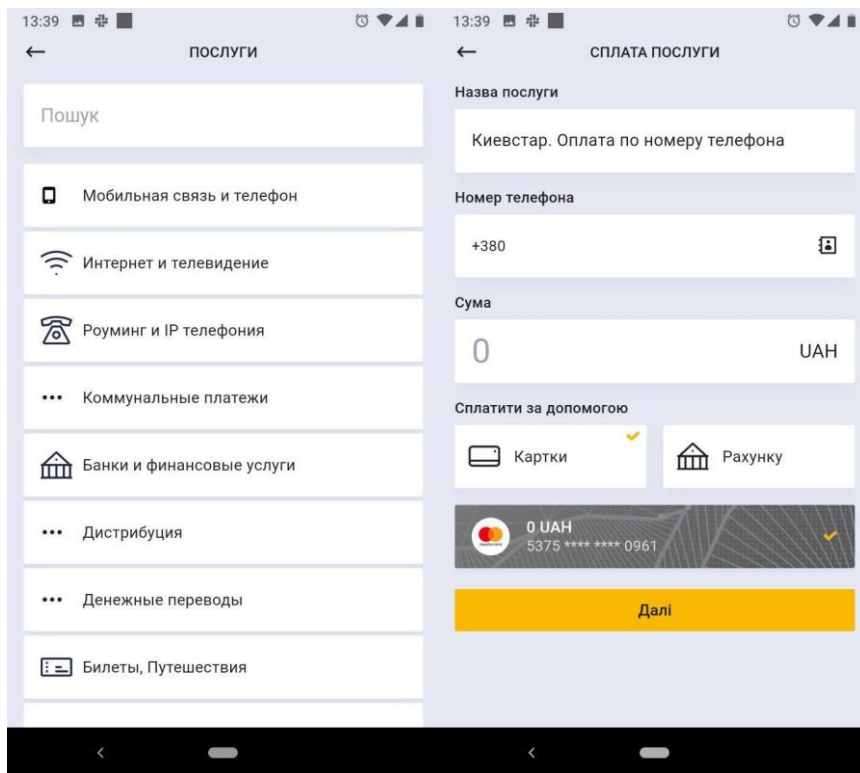 13:39
ПОСЛУГИ
Пошук
Мобильная связь и телефон
Интернет и телевидение
Роуминг и IP телефония
Коммунальные платежи
Банки и финансовые услуги
Дистрибуция
Денежные переводы
Билеты, Путешествия
13:39
СПЛАТА ПОСЛУГИ
Назва послуги
Киевстар. Оплата по номеру телефона
Номер телефона
+380
Сума
0 UAH
Сплатити за допомогою
Картки Рахунку
0 UAH
5375 **** **** 0961
Далі